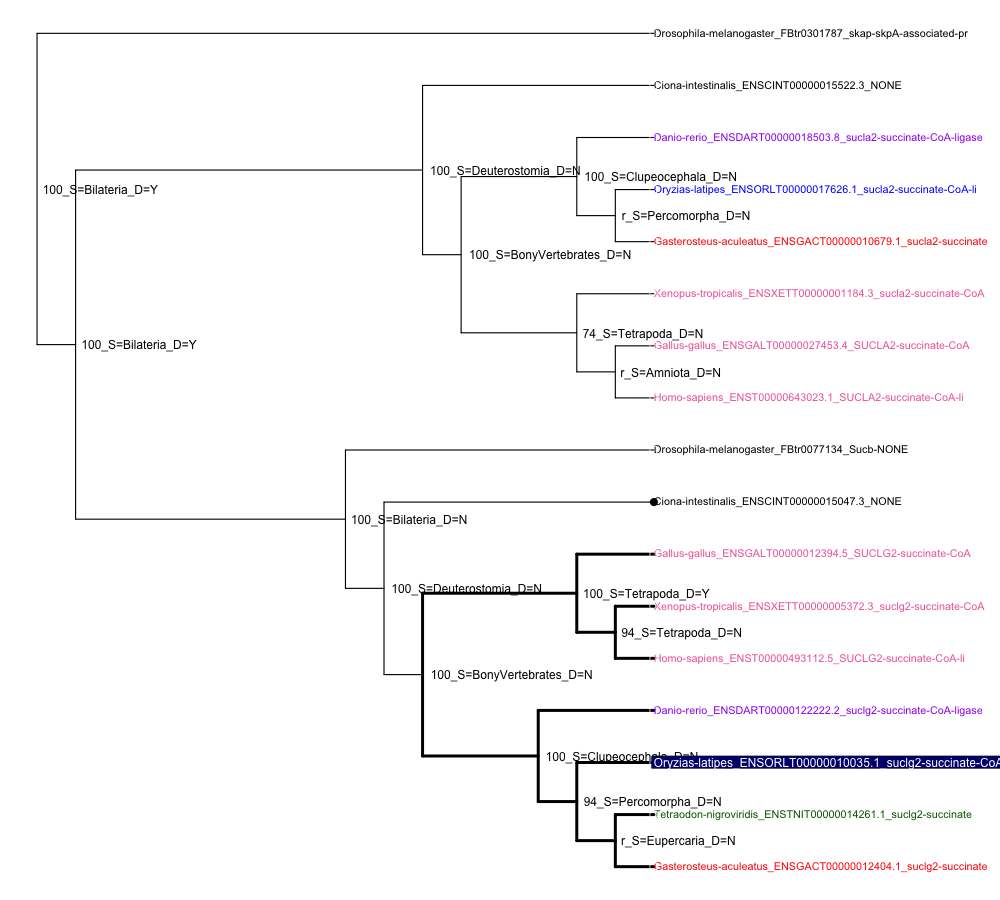 Drosophila-melanogaster_FBtr0301787_skap-skpA-associated-pr
Ciona-intestinalis_ENSCINT00000015522.3_NONE
Danio-rerio_ENSDART00000018503.8_sucla2-succinate-CoA-ligase
100_S=Deuterostomia_D=N
100_S=Clupeocephala_D=N
100_S=Bilateria_D=Y
Oryzias-latipes_ENSORLT00000017626.1_sucla2-succinate-CoA-li
r_S=Percomorpha_D=N
Gasterosteus-aculeatus_ENSGACT00000010679.1_sucla2-succinate
100_S=BonyVertebrates_D=N
Xenopus-tropicalis_ENSXETT00000001184.3_sucla2-succinate-CoA
74_S=Tetrapoda_D=N
100_S=Bilateria_D=Y
Gallus-gallus_ENSGALT00000027453.4_SUCLA2-succinate-CoA
r_S=Amniota_D=N
Homo-sapiens_ENST00000643023.1_SUCLA2-succinate-CoA-li
Drosophila-melanogaster_FBtr0077134_Sucb-NONE
Ciona-intestinalis_ENSCINT00000015047.3_NONE
100_S=Bilateria_D=N
Gallus-gallus_ENSGALT00000012394.5_SUCLG2-succinate-CoA
100_S=Deuterostomia_D=N
100_S=Tetrapoda_D=Y
Xenopus-tropicalis_ENSXETT00000005372.3_suclg2-succinate-CoA
94_S=Tetrapoda_D=N
Homo-sapiens_ENST00000493112.5_SUCLG2-succinate-CoA-li
100_S=BonyVertebrates_D=N
Danio-rerio_ENSDART00000122222.2_suclg2-succinate-CoA-ligase
100_S=Clupeocephala_D=N
Oryzias-latipes_ENSORLT00000010035.1_suclg2-succinate-CoA
94_S=Percomorpha_D=N
Tetraodon-nigroviridis_ENSTNIT00000014261.1_suclg2-succinate
r_S=Eupercaria_D=N
Gasterosteus-aculeatus_ENSGACT00000012404.1_suclg2-succinate